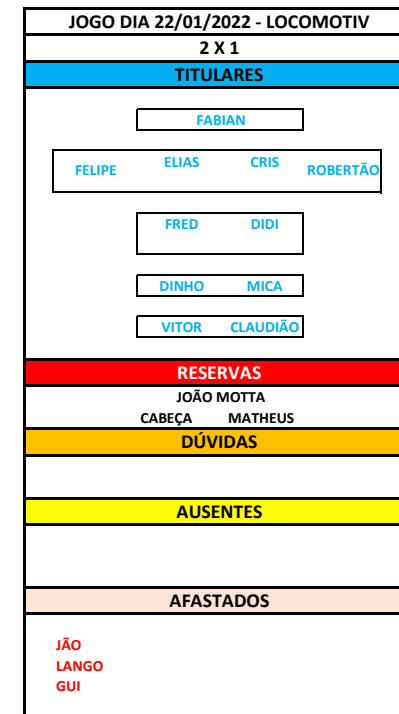 JOGO DIA 22/01/2022 - LOCOMOTIV
2 X 1
TITULARES
FABIAN
FELIPE ELIAS CRIS ROBERTÃO
FRED DIDI
DINHO MICA
VITOR CLAUDIÃO
RESERVAS
JOÃO MOTTA
CABEÇA MATHEUS
DÚVIDAS
AUSENTES
AFASTADOS
JÃO
LANGO
GUI